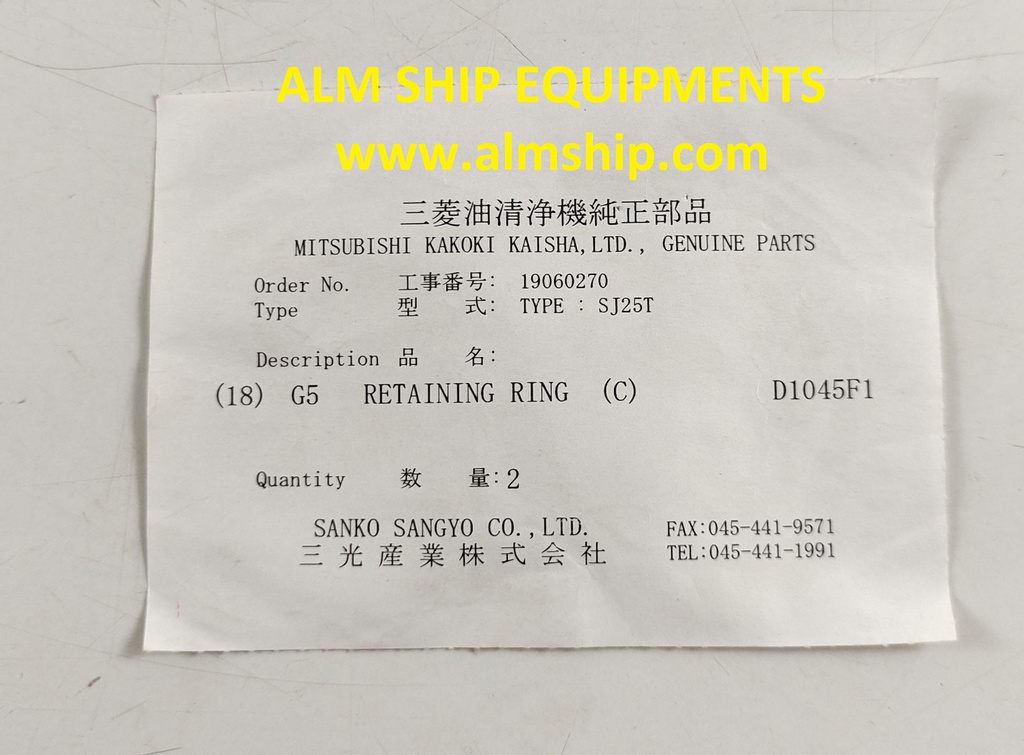 ALM SHIP EQUIPMENTS
www.almship.com
三菱油清浄機純正部品
MITSUBISHI KAKOKI KAISHA,LTD., GENUINE PARTS
Order No. 工事番号: 19060270
Type 型 式: TYPE : SJ25T
Description 品 名:
(18) G5 RETAINING RING (C) D1045F1
Quantity 数 量: 2
SANKO SANGYO CO.,LTD. FAX:045-441-9571
三光産業株式会社 TEL:045-441-1991